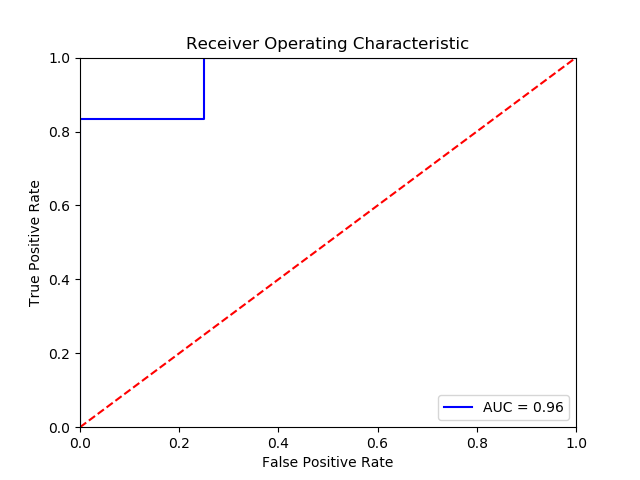 Receiver Operating Characteristic
1.0
0.8
0.6
0.4
0.2
0.0
True Positive Rate
AUC = 0.96
0.0 0.2 0.4 0.6 0.8 1.0
False Positive Rate